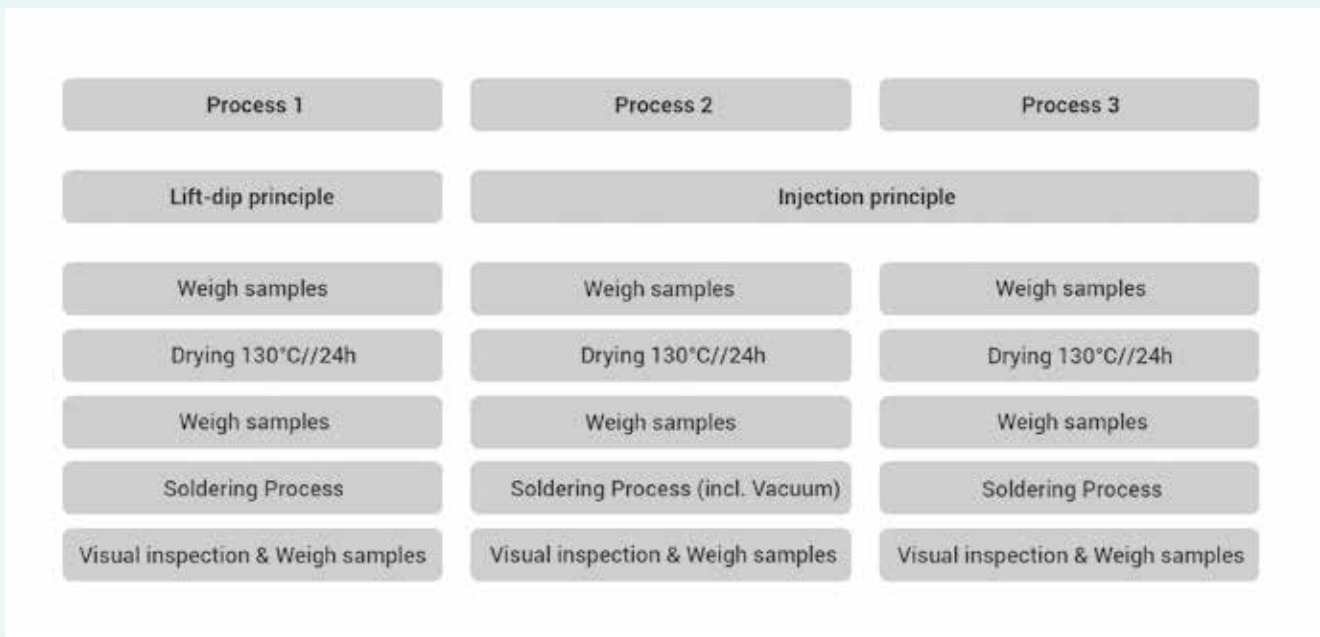 Process 1
Process 2
Process 3
Lift-dip principle
Injection principle
Weigh samples
Weigh samples
Weigh samples
Drying 130°C//24h
Drying 130°C//24h
Drying 130°C//24h
Weigh samples
Weigh samples
Weigh samples
Soldering Process
Soldering Process (incl. Vacuum)
Soldering Process
Visual inspection & Weigh samples
Visual inspection & Weigh samples
Visual inspection & Weigh samples